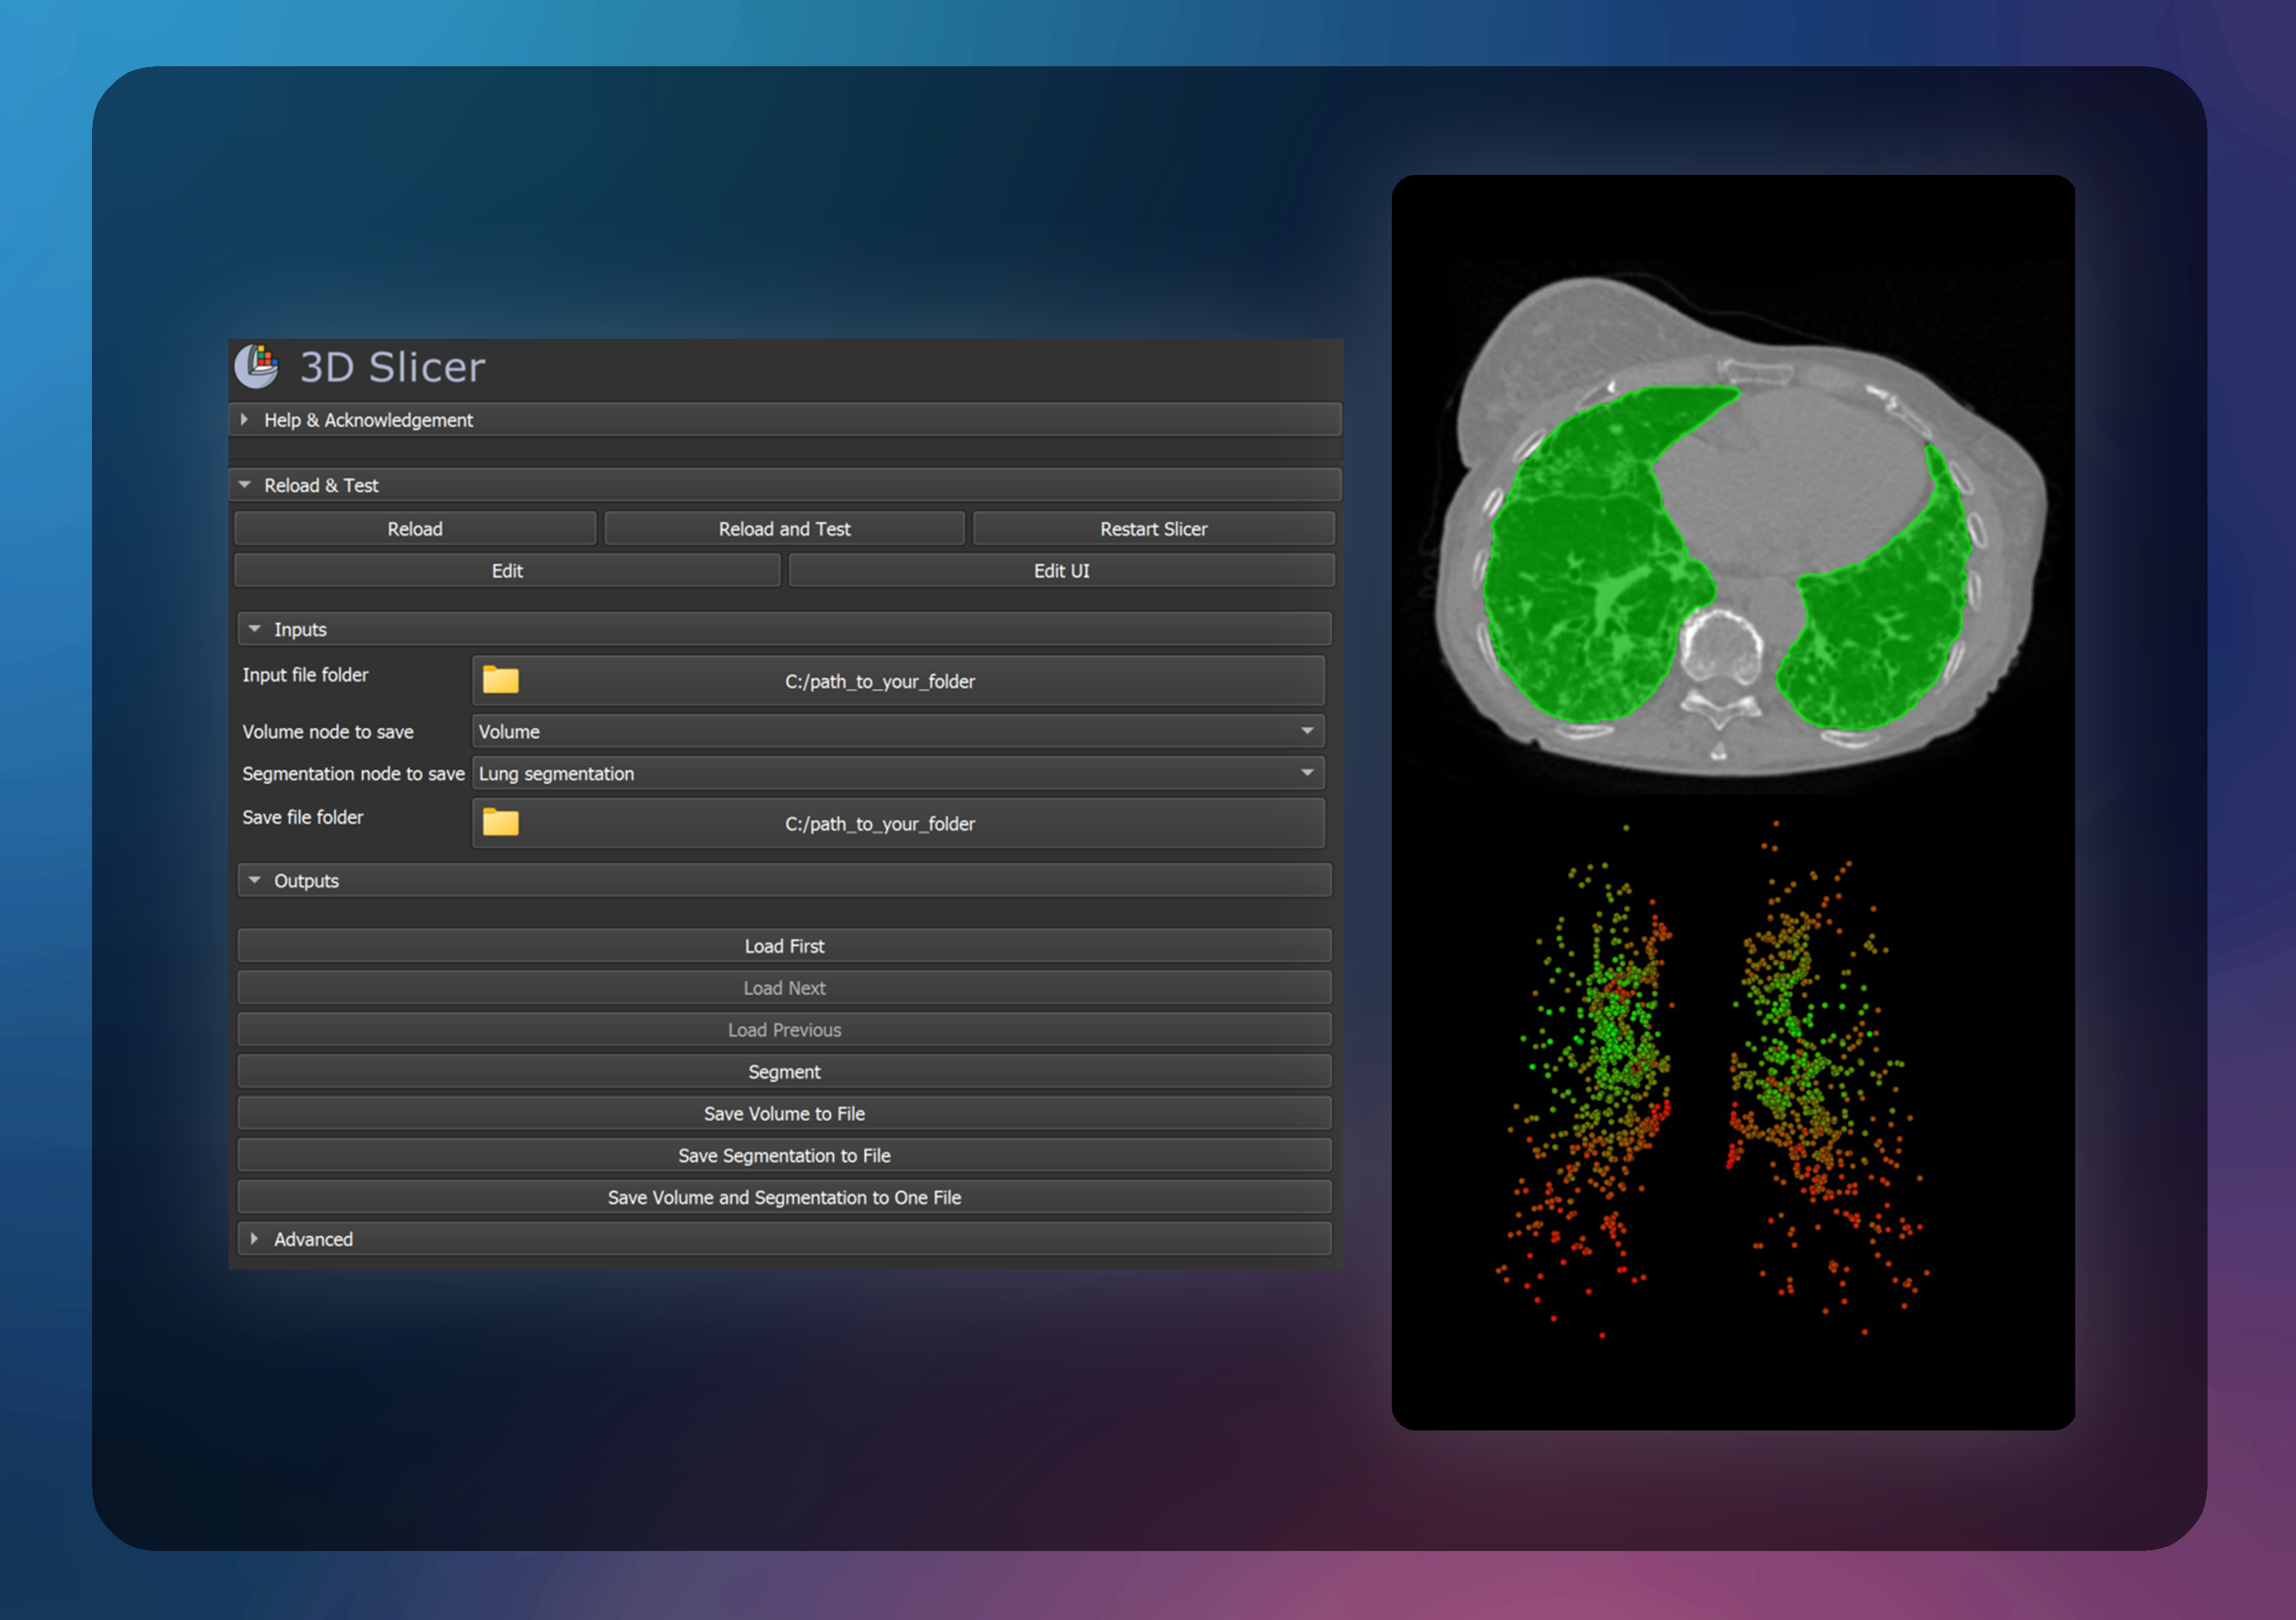 3D Slicer
Help & Acknowledgement
Reload & Test
Reload
Reload and Test
Restart Slicer
Edit
Edit UI
Inputs
Input file folder
C:/path_to_your_folder
Volume node to save
Volume
Segmentation node to save
Lung segmentation
Save file folder
C:/path_to_your_folder
Outputs
Load First
Load Next
Load Previous
Segment
Save Volume to File
Save Segmentation to File
Save Volume and Segmentation to One File
Advanced